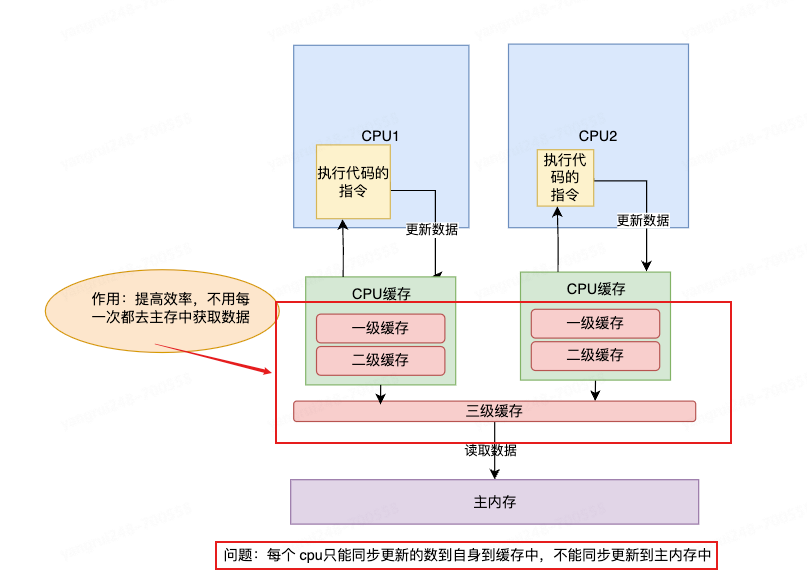 CPU1
CPU2
执行代码的
指令
执行代
码的
指令
更新数据
更新数据
作用：提高效率，不用每
一次都去主存中获取数据
CPU缓存
一级缓存
二级缓存
CPU缓存
一级缓存
二级缓存
三级缓存
读取数据
主内存
问题：每个 cpu只能同步更新的数到自身到缓存中，不能同步更新到主内存中